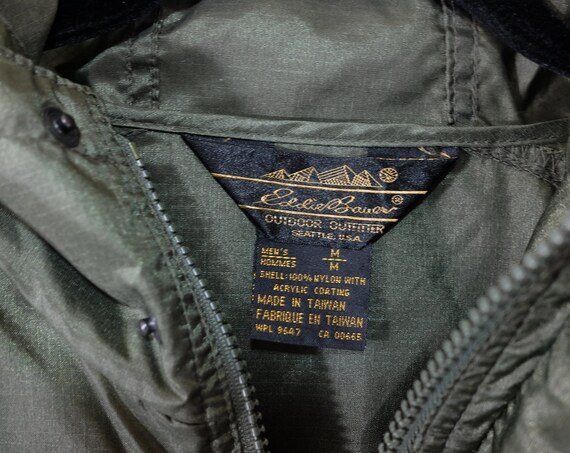 Eddie Bauer®
OUTDOOR OUTFITTER
SEATTLE, U.S.A.
MEN'S M
HOMMES M
SHELL: 100% NYLON WITH
ACRYLIC COATING
MADE IN TAIWAN
FABRIQUE EN TAIWAN
WPL 9647 CA 00665